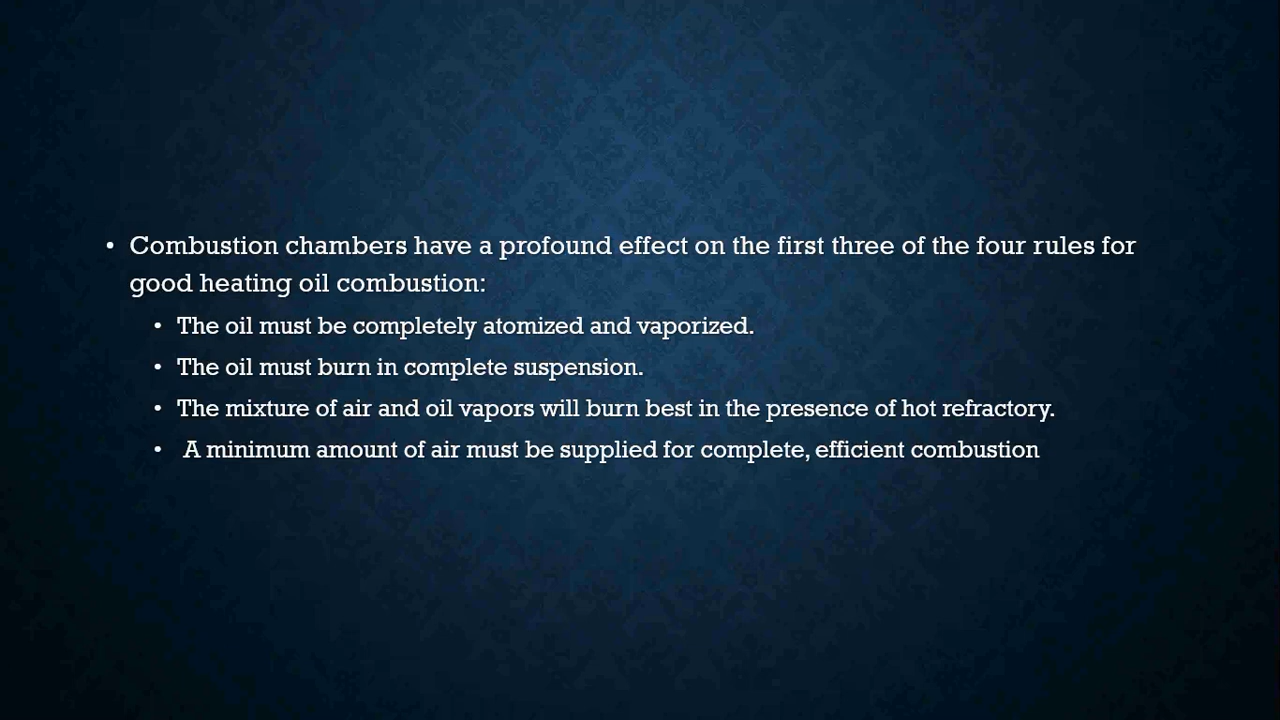 • Combustion chambers have a profound effect on the first three of the four rules for
good heating oil combustion:
• The oil must be completely atomized and vaporized.
• The oil must burn in complete suspension.
• The mixture of air and oil vapors will burn best in the presence of hot refractory.
• A minimum amount of air must be supplied for complete, efficient combustion